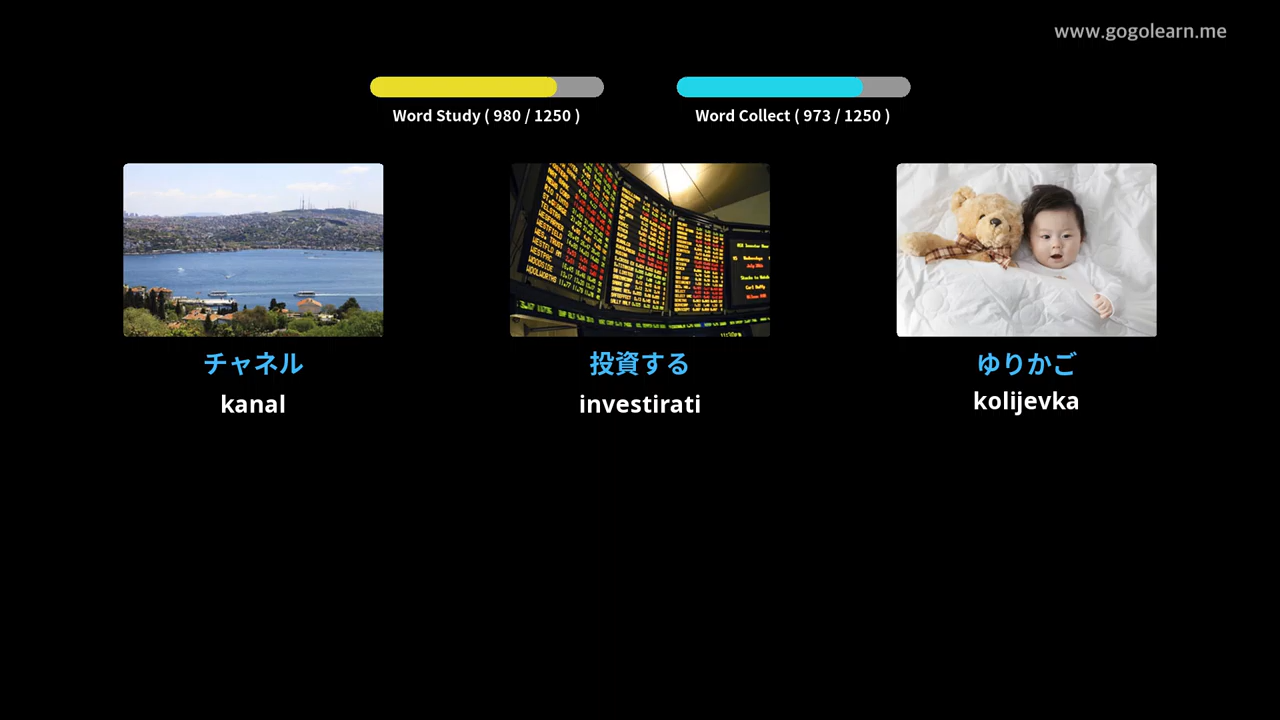 www.gogolearn.me
Word Study ( 980 / 1250 )
Word Collect ( 973 / 1250 )
チャネル
投資する
ゆりかご
kanal
investirati
kolijevka